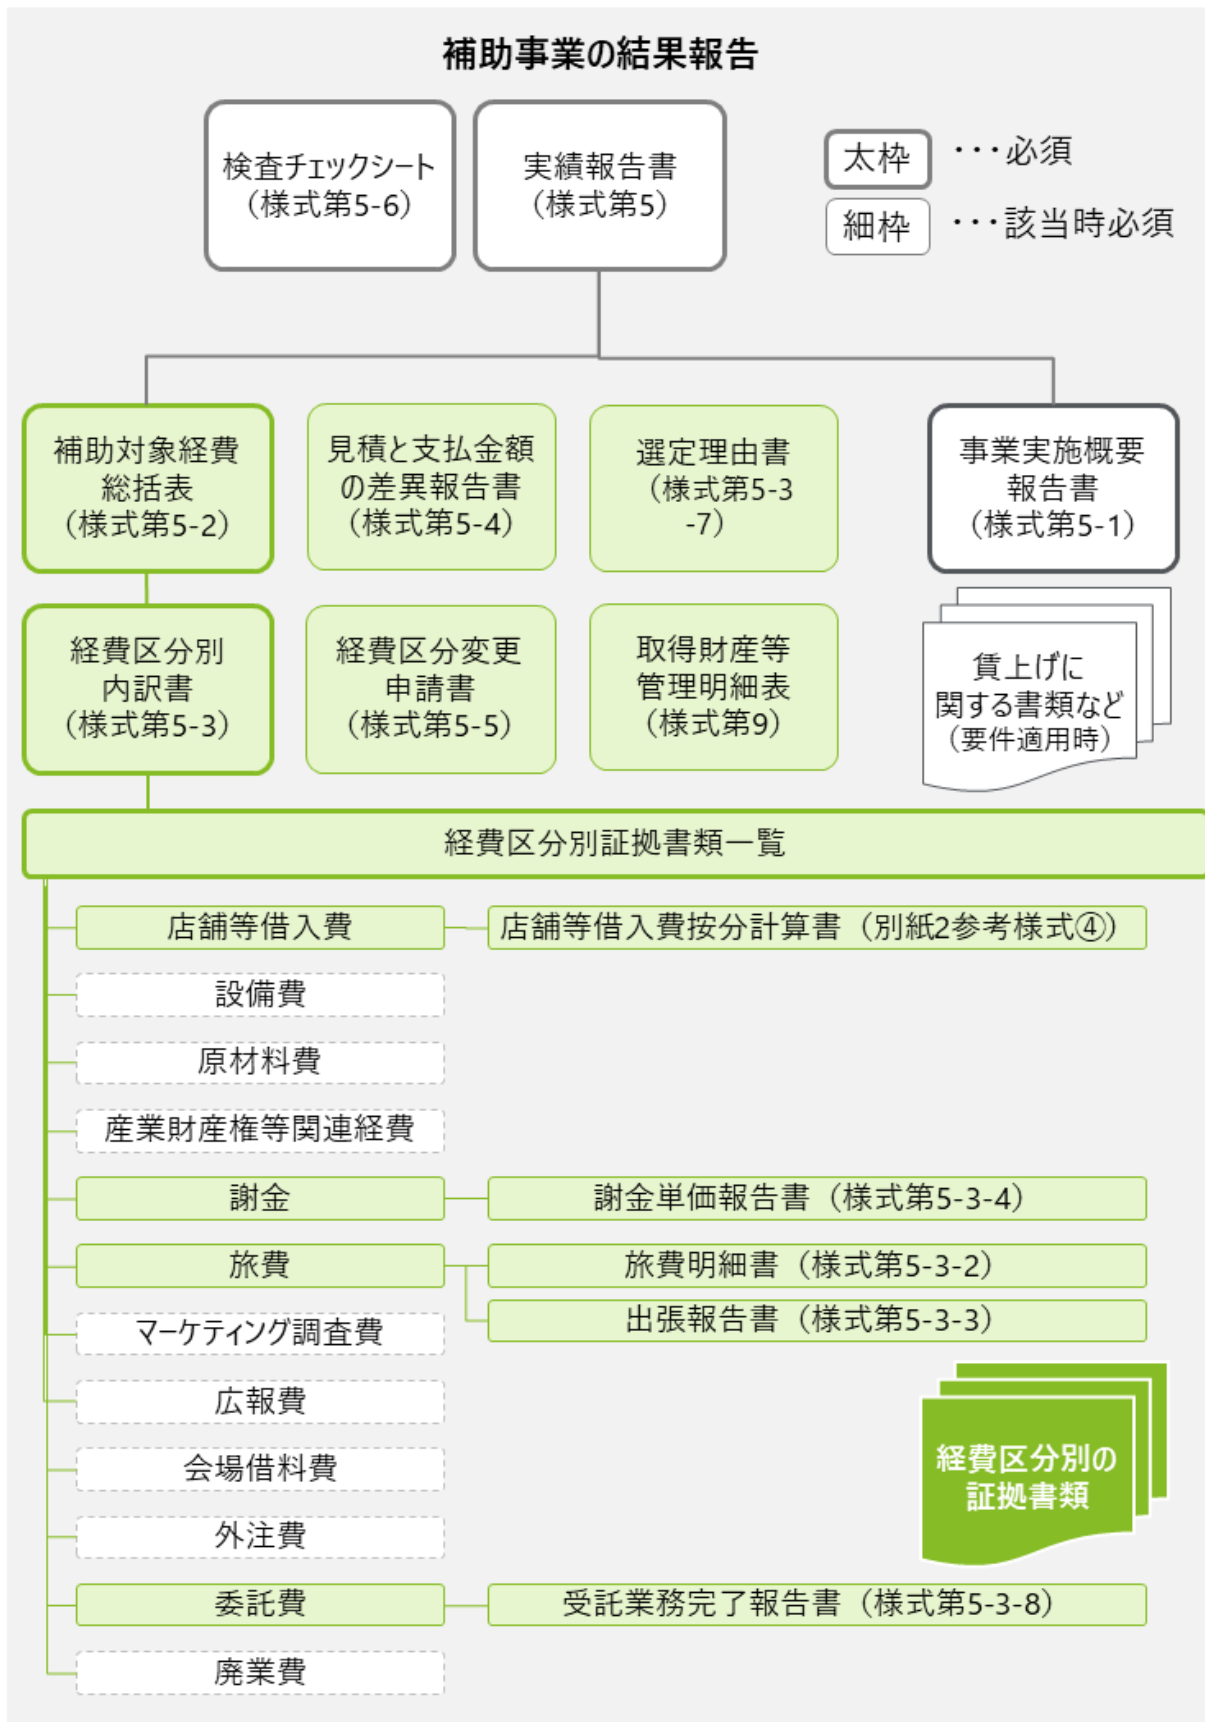 補助事業の結果報告
検査チェックシート
（様式第5-6）
実績報告書
（様式第5）
太枠
・・・必須
細枠
・・・該当時必須
補助対象経費
総括表
（様式第5-2）
見積と支払金額
の差異報告書
（様式第5-4）
選定理由書
（様式第5-3
-7）
事業実施概要
報告書
（様式第5-1）
経費区分別
内訳書
（様式第5-3）
経費区分変更
申請書
（様式第5-5）
取得財産等
管理明細表
（様式第9）
賃上げに
関する書類など
（要件適用時）
経費区分別証拠書類一覧
店舗等借入費
店舗等借入費按分計算書（別紙2参考様式④）
設備費
原材料費
産業財産権等関連経費
謝金
謝金単価報告書（様式第5-3-4）
旅費
旅費明細書（様式第5-3-2）
出張報告書（様式第5-3-3）
マーケティング調査費
広報費
会場借料費
経費区分別の
証拠書類
外注費
委託費
受託業務完了報告書（様式第5-3-8）
廃業費